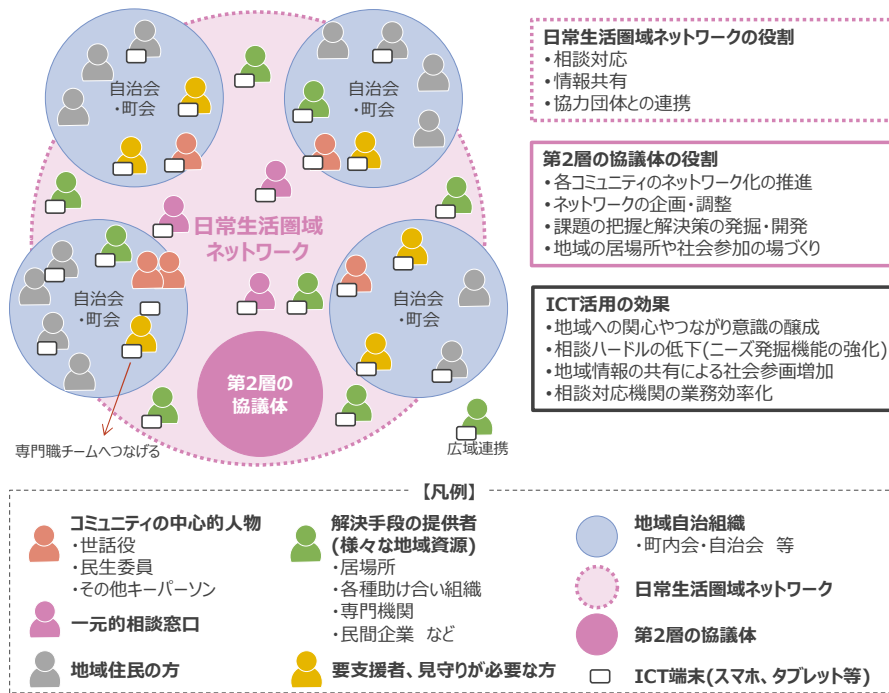 自治会
・町会
自治会
・町会
日常生活圏域
ネットワーク
自治会
・町会
自治会
・町会
第2層の
協議体
専門職チームへつなげる
広域連携
日常生活圏域ネットワークの役割
・相談対応
・情報共有
・協力団体との連携
第2層の協議体の役割
・各コミュニティのネットワーク化の推進
・ネットワークの企画・調整
・課題の把握と解決策の発掘・開発
・地域の居場所や社会参加の場づくり
ICT活用の効果
・地域への関心やつながり意識の醸成
・相談ハードルの低下(ニーズ発掘機能の強化)
・地域情報の共有による社会参画増加
・相談対応機関の業務効率化
【凡例】
コミュニティの中心的人物
・世話役
・民生委員
・その他キーパーソン
一元的相談窓口
地域住民の方
解決手段の提供者
(様々な地域資源)
・居場所
・各種助け合い組織
・専門機関
・民間企業 など
要支援者、見守りが必要な方
地域自治組織
・町内会・自治会 等
日常生活圏域ネットワーク
第2層の協議体
ICT端末(スマホ、タブレット等)